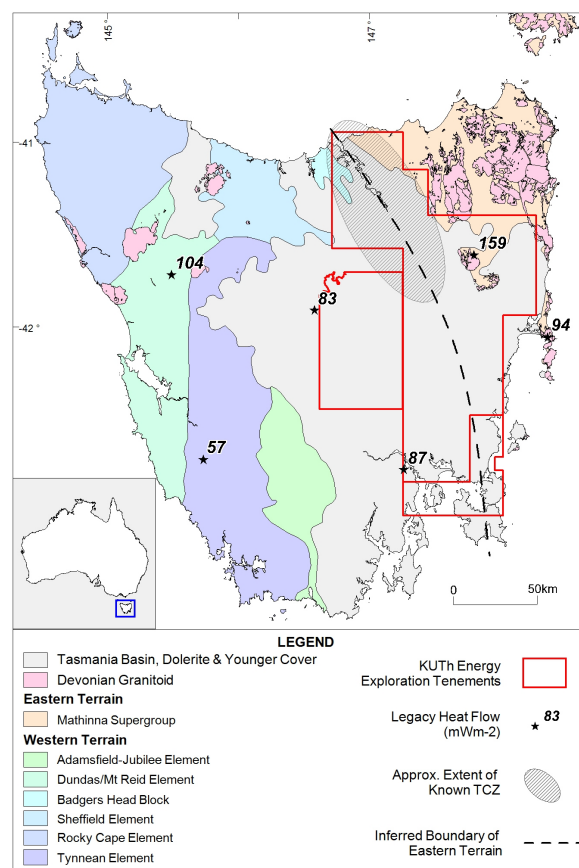 145
147
-41
159
104
83
94
-42°
57
87
0 50km
LEGEND
Tasmania Basin, Dolerite & Younger Cover
Devonian Granitoid
Eastern Terrain
Mathinna Supergroup
Western Terrain
Adamsfield-Jubilee Element
Dundas/Mt Reid Element
Badgers Head Block
Sheffield Element
Rocky Cape Element
Tynnean Element
KUTh Energy
Exploration Tenements
Legacy Heat Flow
(mWm-2)
83
Approx. Extent of
Known TCZ
Inferred Boundary of
Eastern Terrain